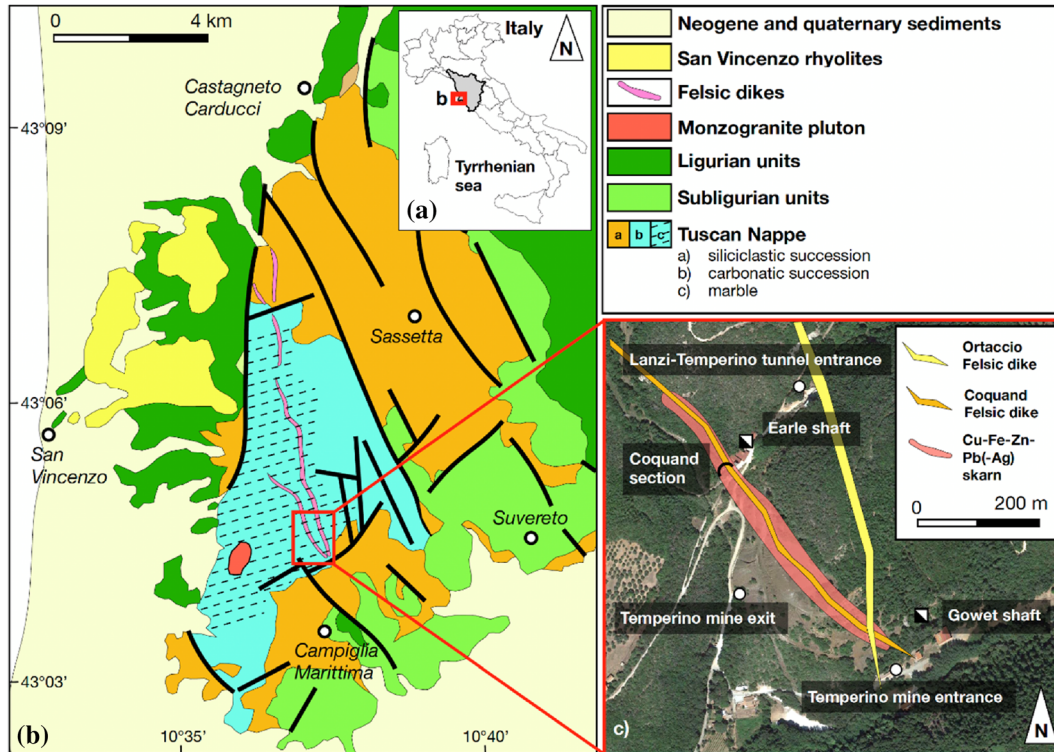 0 4 km
Castagneto
Carducci
43°09'
43°06'
43°03'
San
Vincenzo
Sassetta
Suvereto
Campiglia
Marittima
10°35'
10°40'
(b)
Italy
N
b
Tyrrhenian
sea
(a)
Neogene and quaternary sediments
San Vincenzo rhyolites
Felsic dikes
Monzogranite pluton
Ligurian units
Subligurian units
a b c Tuscan Nappe
a) siliciclastic succession
b) carbonatic succession
c) marble
Lanzi-Temperino tunnel entrance
Earle shaft
Coquand
section
Temperino mine exit
Gowet shaft
Temperino mine entrance
c)
Ortaccio
Felsic dike
Coquand
Felsic dike
Cu-Fe-Zn-
Pb(-Ag)
skarn
0 200 m
N